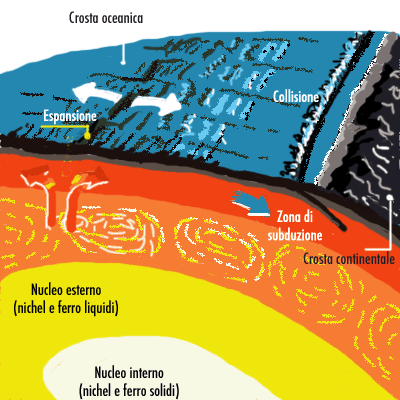 Crosta oceanica
Collisione
Espansione
Zona di
subduzione
Crosta continentale
Nucleo esterno
(nichel e ferro liquidi)
Nucleo interno
(nichel e ferro solidi)